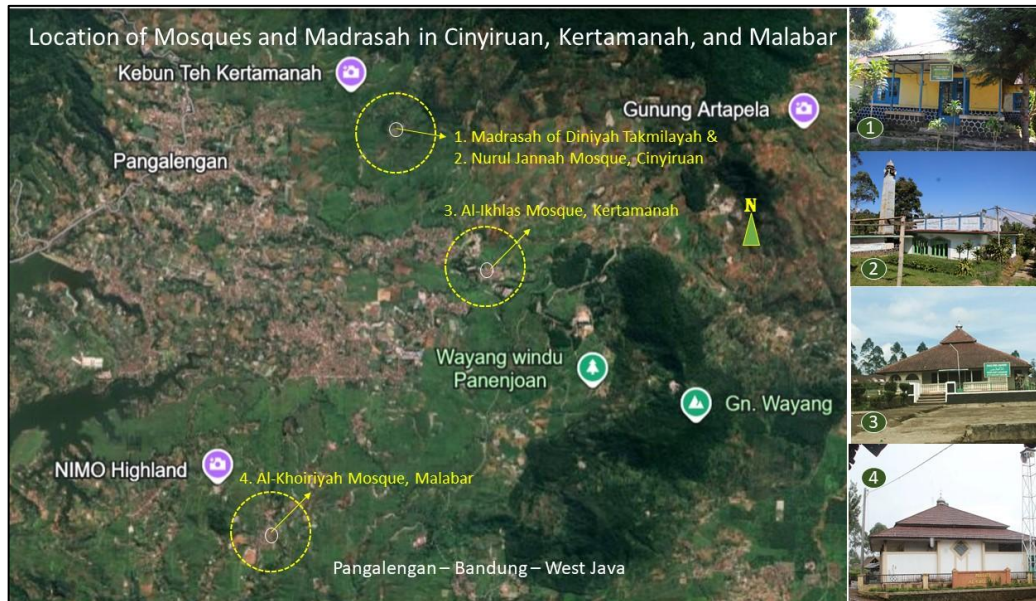 Location of Mosques and Madrasah in Cinyiruan, Kertamanah, and Malabar
Kebun Teh Kertamanah
Gunung Artapela
1. Madrasah of Diniyah Takmilayah &
2. Nurul Jannah Mosque, Cinyiruan
Pangalengan
3. Al-Ikhlas Mosque, Kertamanah
N
Wayang windu
Panenjoan
Gn. Wayang
NIMO Highland
4. Al-Khoiriyah Mosque, Malabar
Pangalengan – Bandung – West Java
1
2
3
4